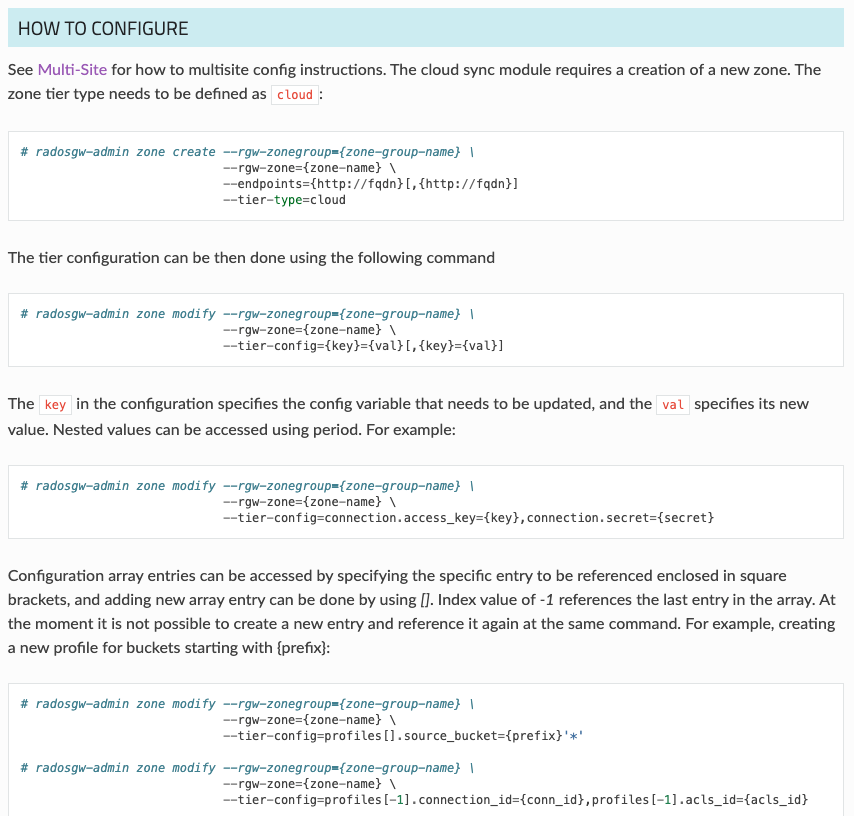 HOW TO CONFIGURE
See Multi-Site for how to multisite config instructions. The cloud sync module requires a creation of a new zone. The
zone tier type needs to be defined as cloud:
# radosgw-admin zone create --rgw-zonegroup={zone-group-name} \
--rgw-zone={zone-name} \
--endpoints={http://fqdn}[,{http://fqdn}]
--tier-type=cloud
The tier configuration can be then done using the following command
# radosgw-admin zone modify --rgw-zonegroup={zone-group-name} \
--rgw-zone={zone-name} \
--tier-config={key}={val}[,{key}={val}]
The key in the configuration specifies the config variable that needs to be updated, and the val specifies its new
value. Nested values can be accessed using period. For example:
# radosgw-admin zone modify --rgw-zonegroup={zone-group-name} \
--rgw-zone={zone-name} \
--tier-config=connection.access_key={key},connection.secret={secret}
Configuration array entries can be accessed by specifying the specific entry to be referenced enclosed in square
brackets, and adding new array entry can be done by using []. Index value of -1 references the last entry in the array. At
the moment it is not possible to create a new entry and reference it again at the same command. For example, creating
a new profile for buckets starting with {prefix}:
# radosgw-admin zone modify --rgw-zonegroup={zone-group-name} \
--rgw-zone={zone-name} \
--tier-config=profiles[].source_bucket={prefix}'*'
# radosgw-admin zone modify --rgw-zonegroup={zone-group-name} \
--rgw-zone={zone-name} \
--tier-config=profiles[-1].connection_id={conn_id},profiles[-1].acls_id={acls_id}